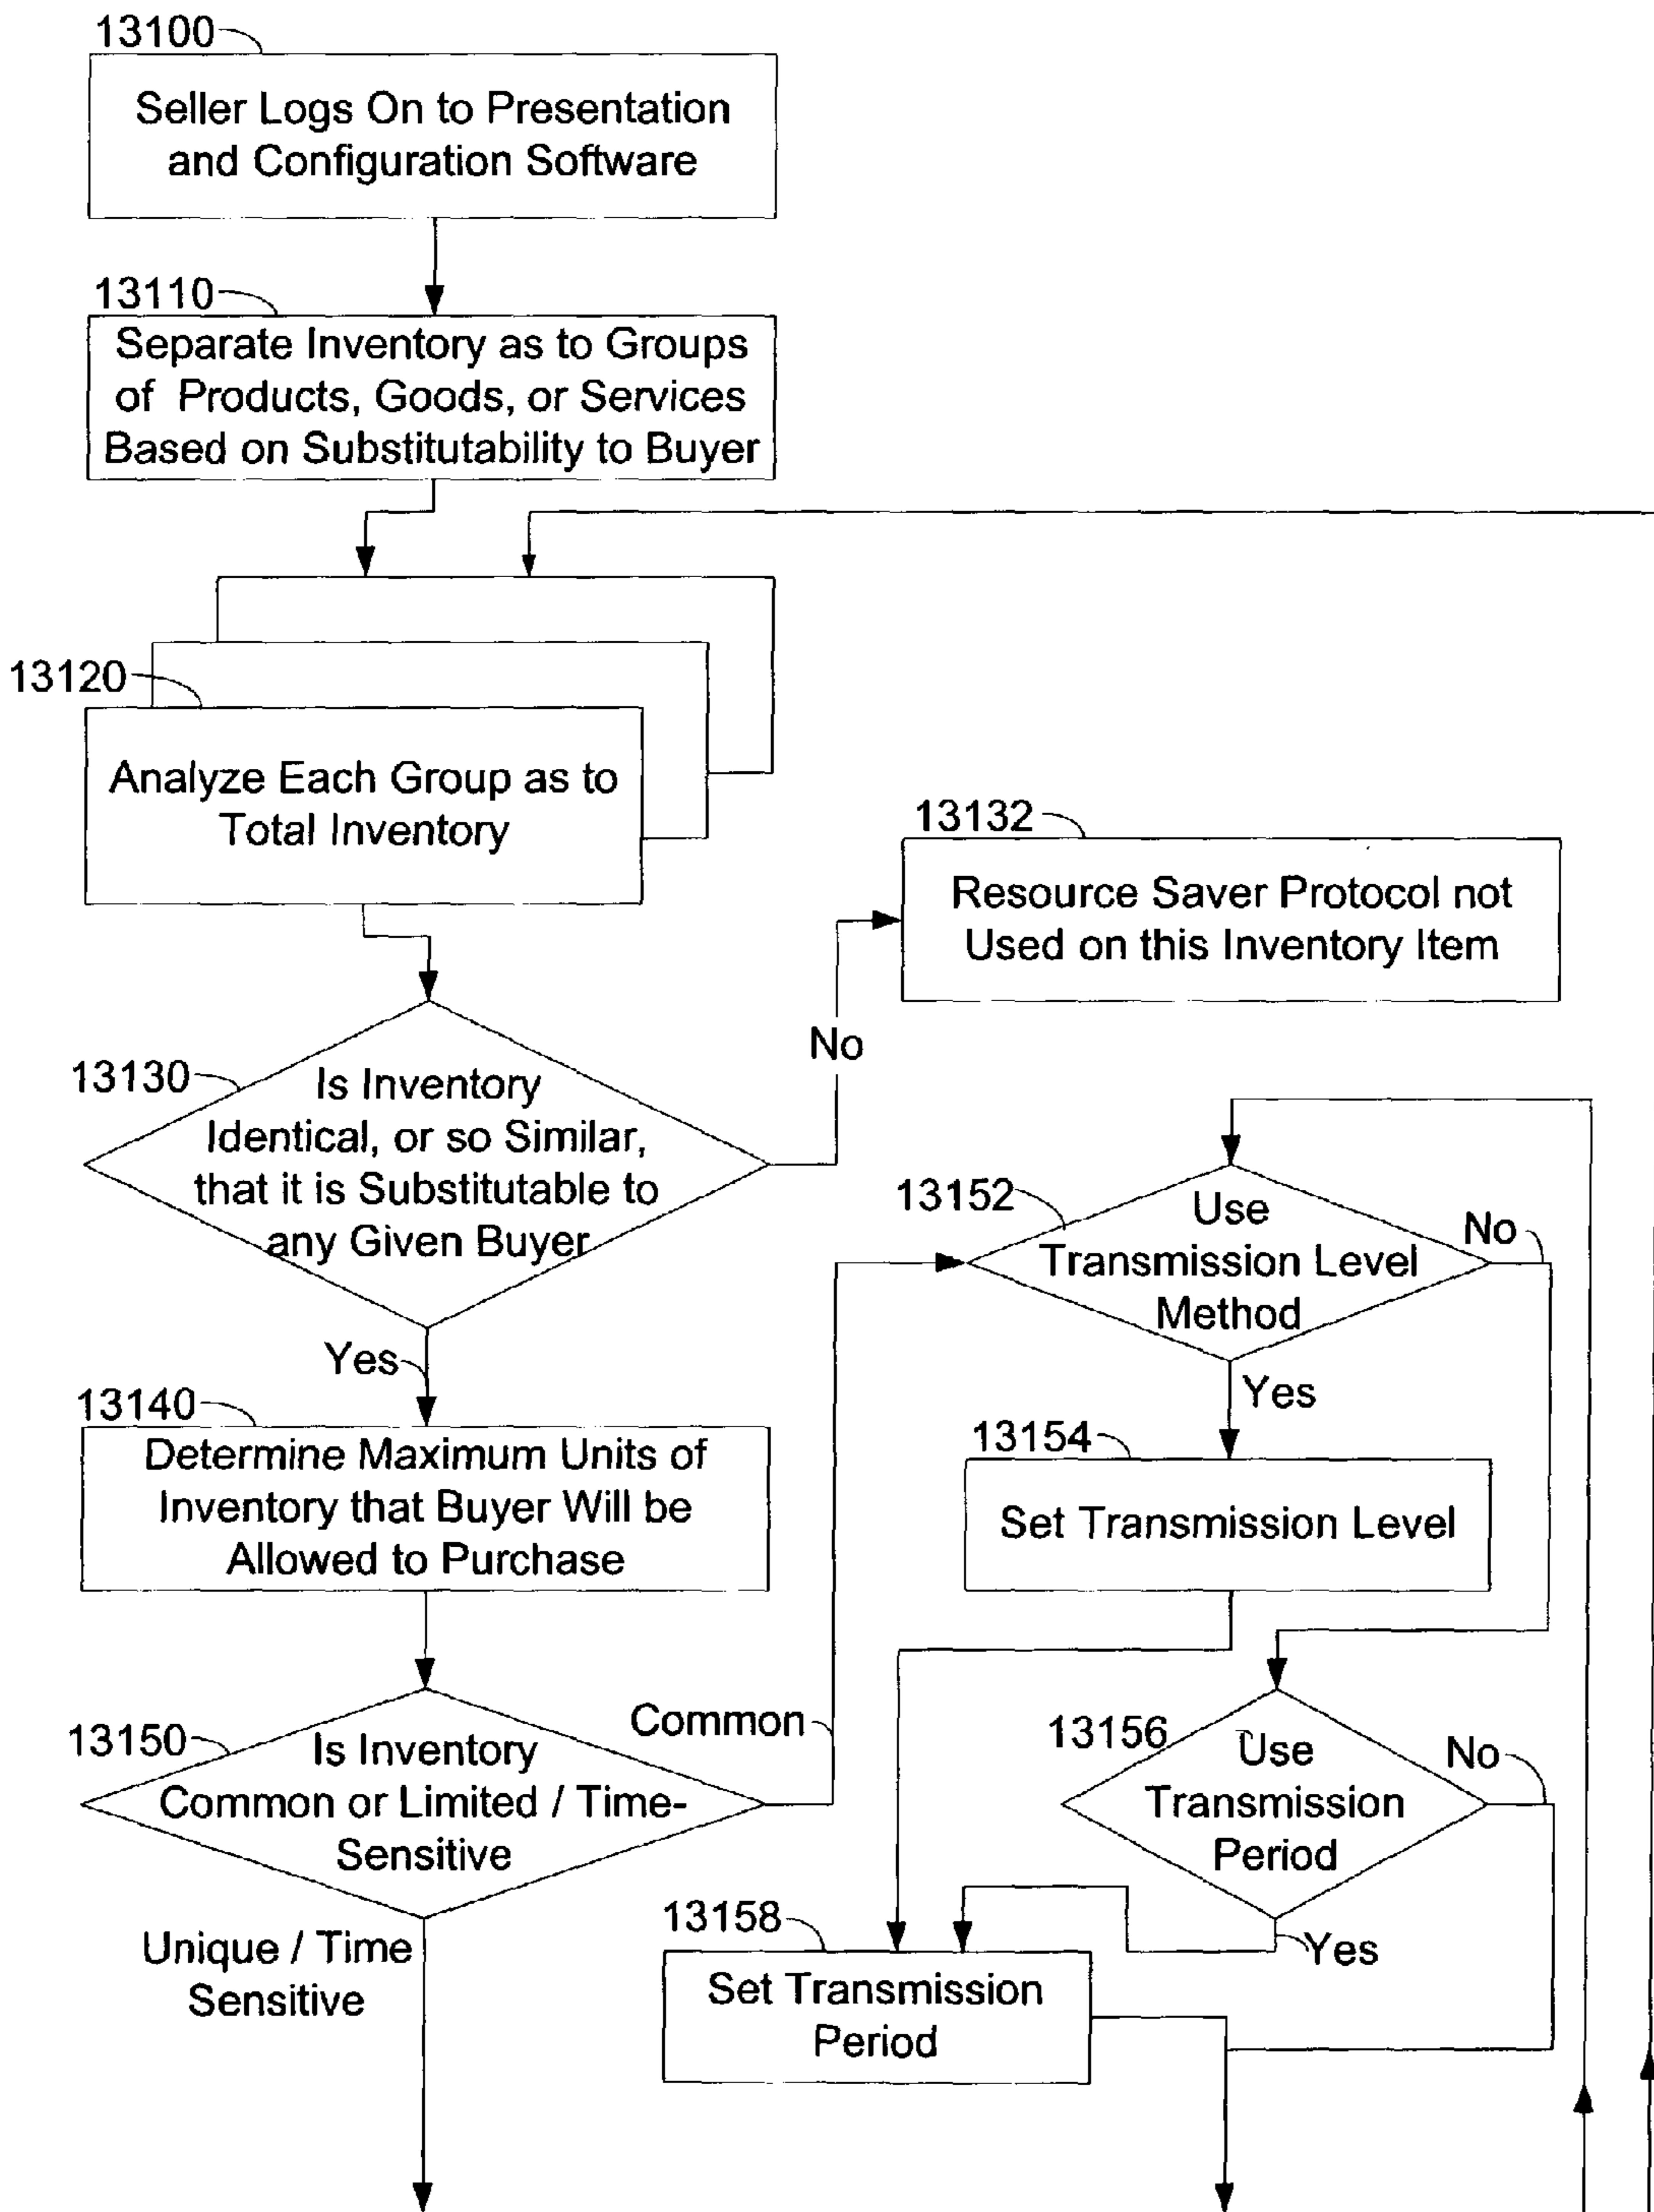 13100
Seller Logs On to Presentation
and Configuration Software
13110
Separate Inventory as to Groups
of Products, Goods, or Services
Based on Substitutability to Buyer
13120
Analyze Each Group as to
Total Inventory
13132
Resource Saver Protocol not
Used on this Inventory Item
No
13130
Is Inventory
Identical, or so Similar,
that it is Substitutable to
any Given Buyer
Yes
13152
Use
Transmission Level
Method
No
Yes
13140
Determine Maximum Units of
Inventory that Buyer Will be
Allowed to Purchase
13154
Set Transmission Level
13150
Is Inventory
Common or Limited / Time-
Sensitive
Common
13156
Use
Transmission
Period
No
Yes
Unique / Time
Sensitive
13158
Set Transmission
Period